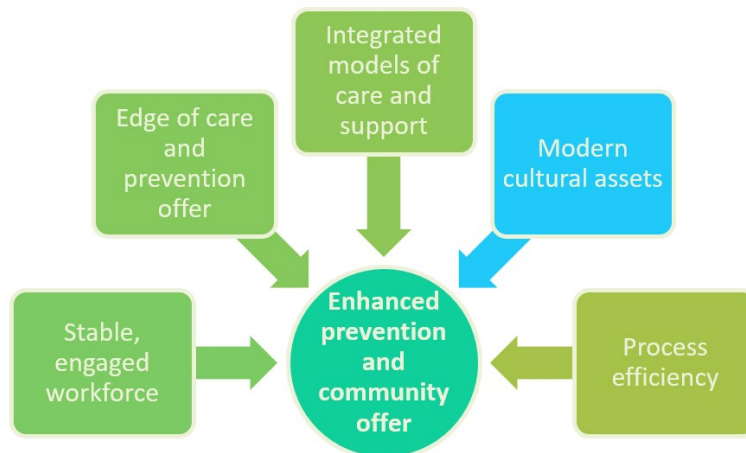 Stable,
engaged
workforce
Edge of care
and
prevention
offer
Integrated
models of
care and
support
Modern
cultural assets
Process
efficiency
Enhanced
prevention
and
community
offer